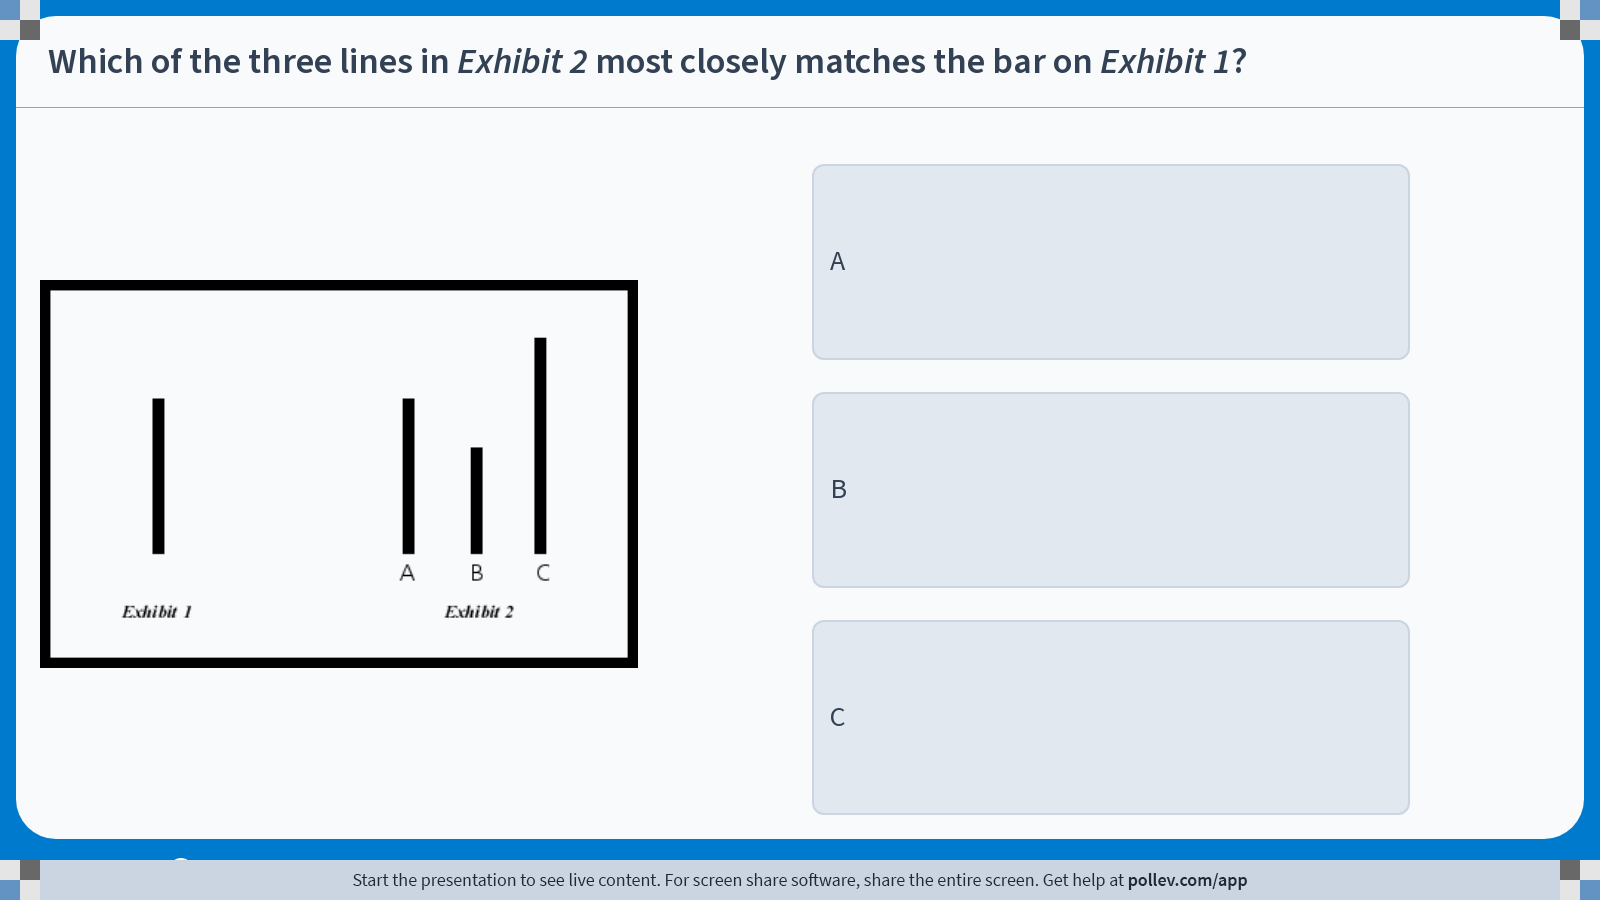 Which of the three lines in Exhibit 2 most closely matches the bar on Exhibit 1?
A
B
C
A B C
Exhibit 1 Exhibit 2
Start the presentation to see live content. For screen share software, share the entire screen. Get help at pollev.com/app